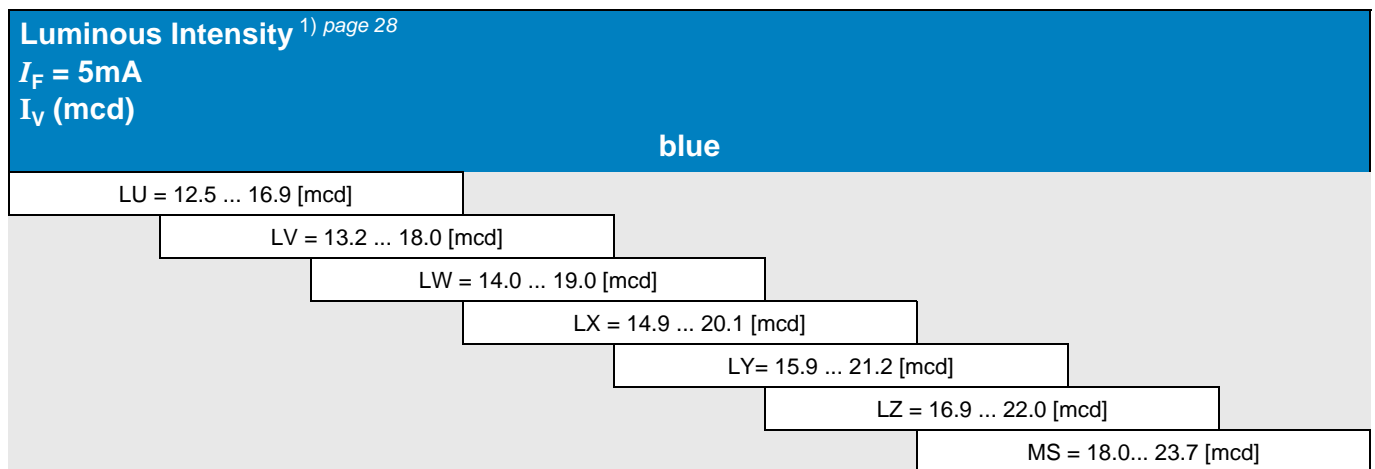 Luminous Intensity 1) page 28
IF = 5mA
IV (mcd)
blue
LU = 12.5 ... 16.9 [mcd]
LV = 13.2 ... 18.0 [mcd]
LW = 14.0 ... 19.0 [mcd]
LX = 14.9 ... 20.1 [mcd]
LY= 15.9 ... 21.2 [mcd]
LZ = 16.9 ... 22.0 [mcd]
MS = 18.0... 23.7 [mcd]